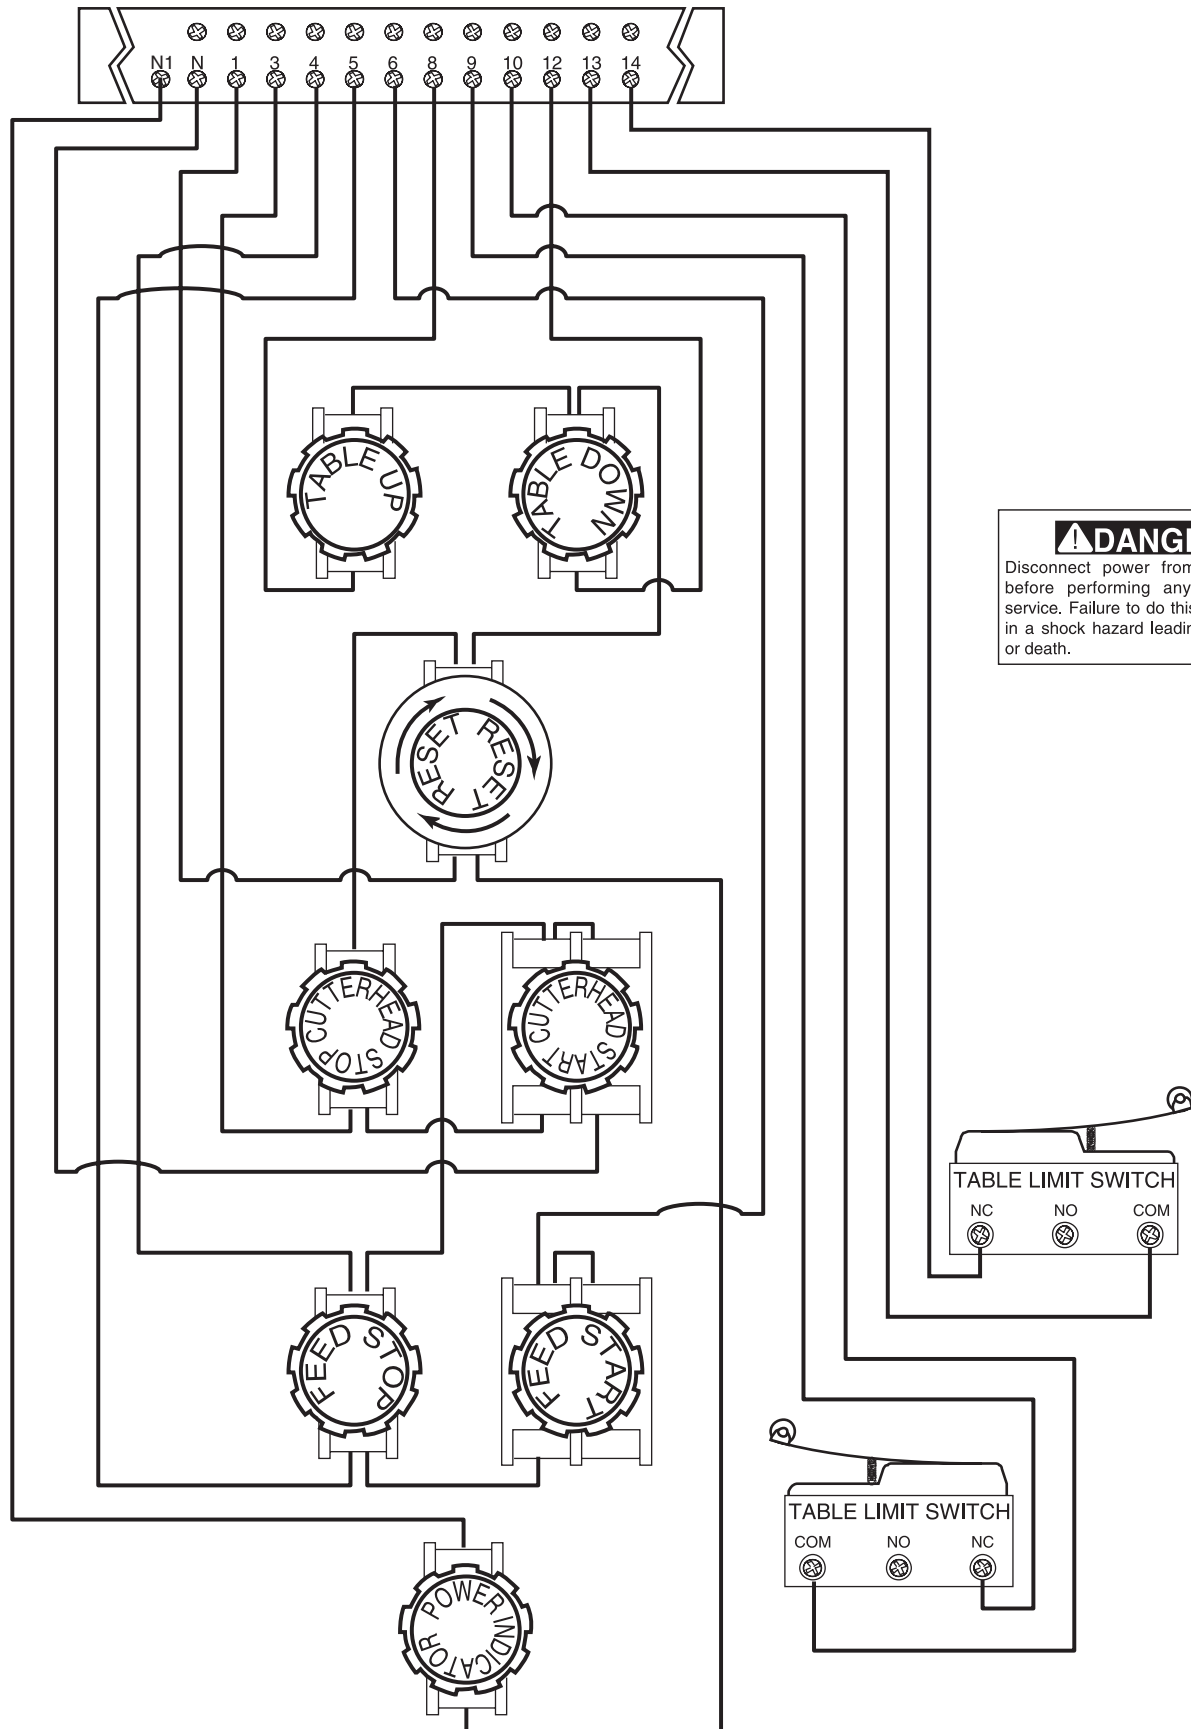 N1 N 1 3 4 5 6 8 9 10 12 13 14
TABLE UP
TABLE DOWN
DANG
Disconnect power from
before performing any
service. Failure to do this
in a shock hazard leadin
or death.
RESET RESET
CUTTERHEAD STOP
CUTTERHEAD START
TABLE LIMIT SWITCH
NC NO COM
FEED STOP
FEED START
TABLE LIMIT SWITCH
COM NO NC
POWER INDICATOR